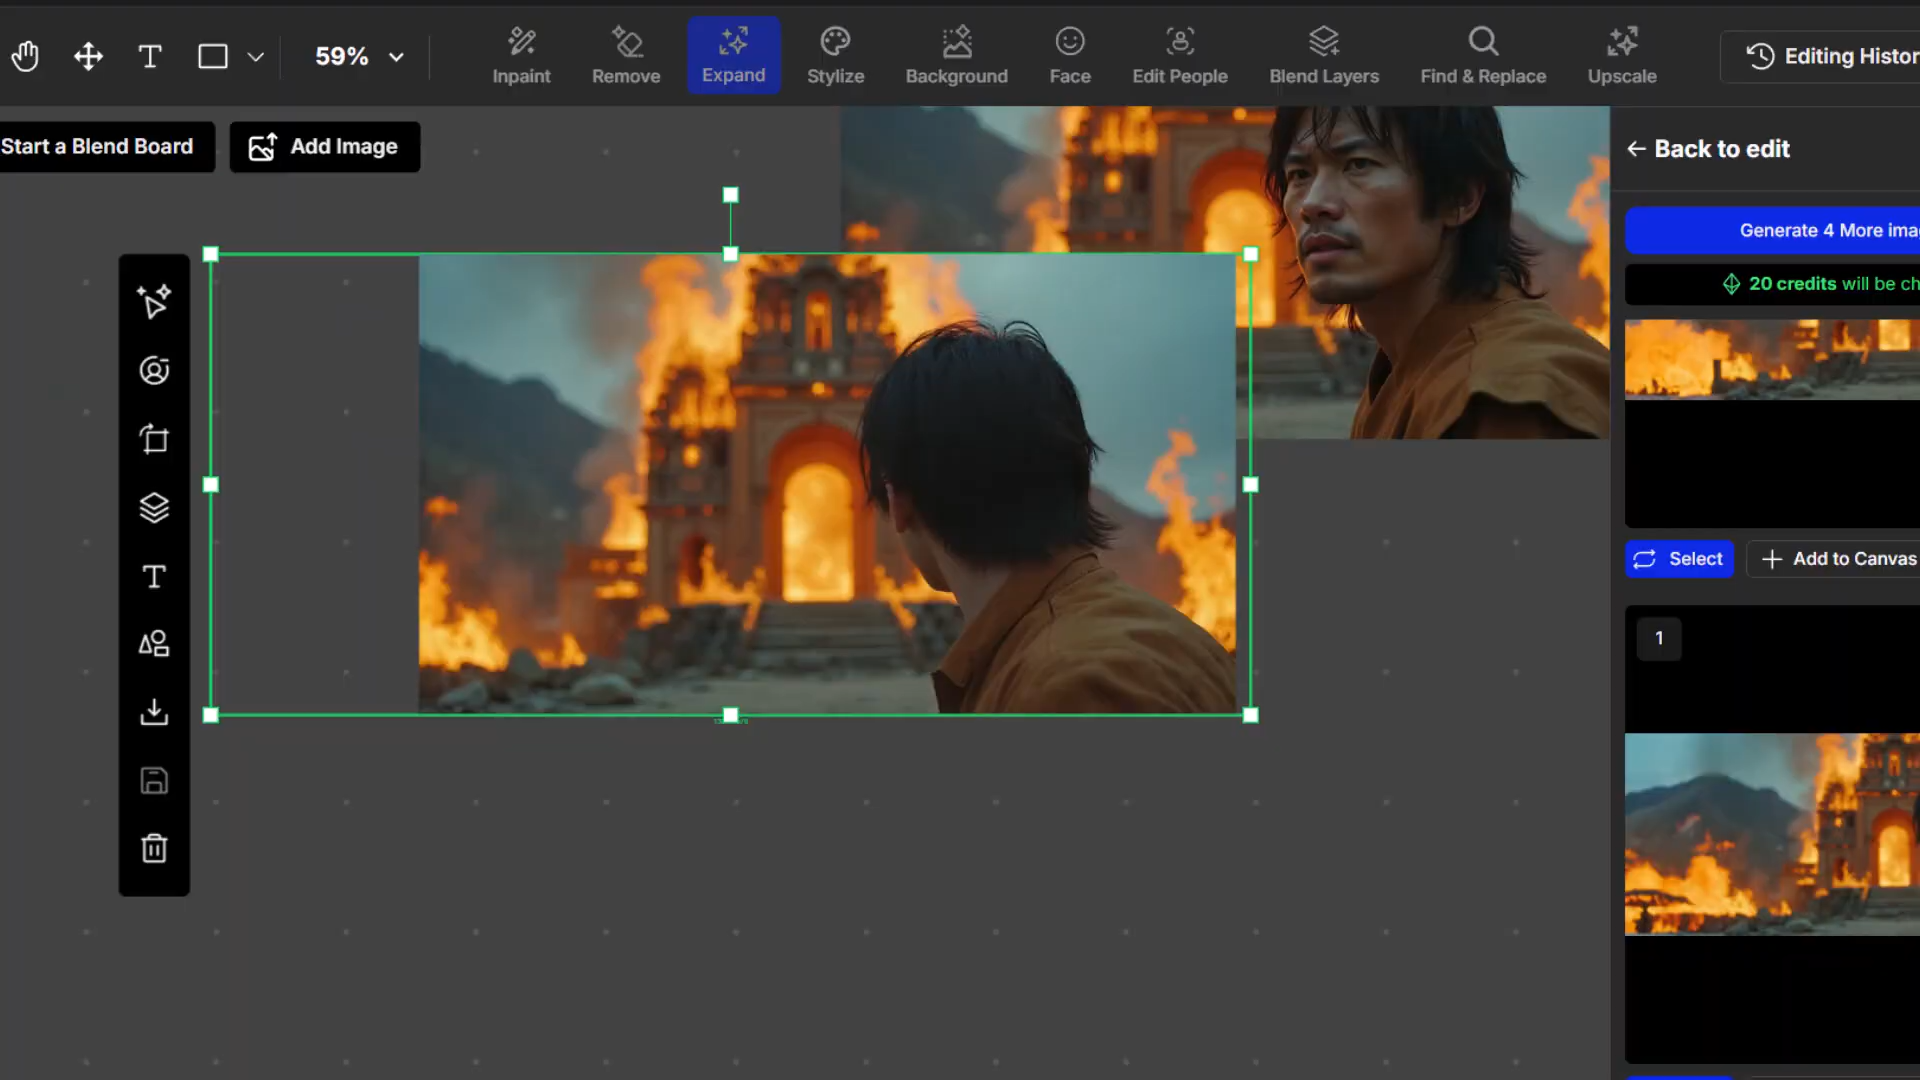 59%
Inpaint
Remove
Expand
Stylize
Background
Face
Edit People
Blend Layers
Find & Replace
Upscale
Editing Histor
Start a Blend Board
Add Image
Back to edit
Generate 4 More ima
20 credits will be ch
Select
Add to Canvas
1